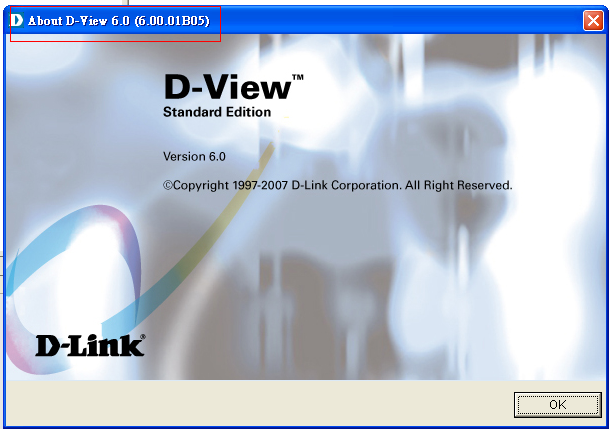 About D-View 6.0 (6.00.01B05)
D-View™
Standard Edition
Version 6.0
©Copyright 1997-2007 D-Link Corporation. All Right Reserved.
D-Link®
OK